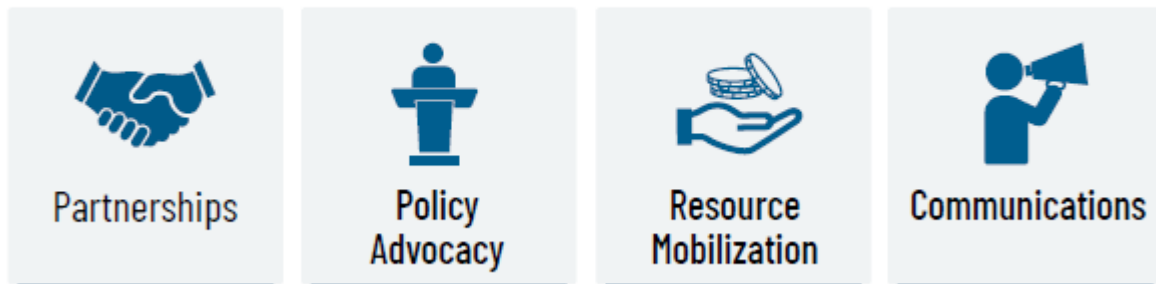 Partnerships
Policy
Advocacy
Resource
Mobilization
Communications